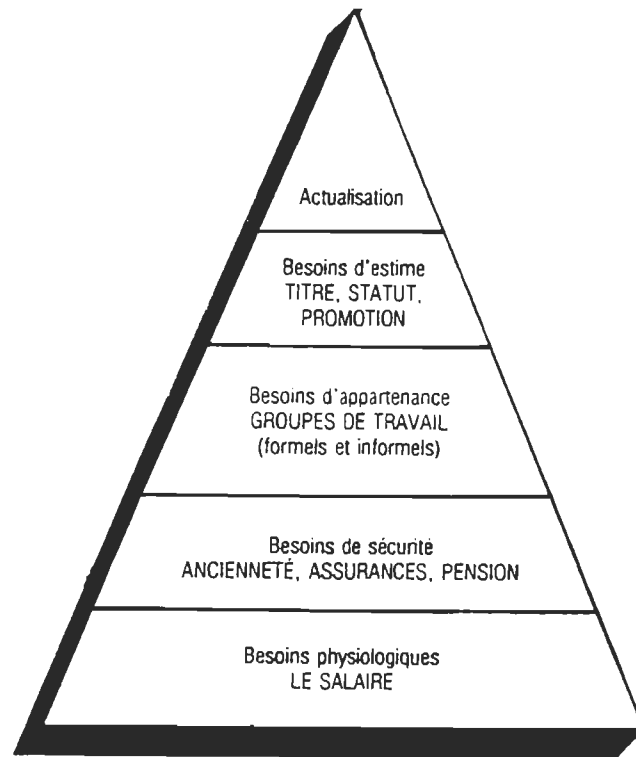 Actualisation
Besoins d'estime
TITRE, STATUT,
PROMOTION
Besoins d'appartenance
GROUPES DE TRAVAIL
(formels et informels)
Besoins de sécurité
ANCIENNETÉ, ASSURANCES, PENSION
Besoins physiologiques
LE SALAIRE